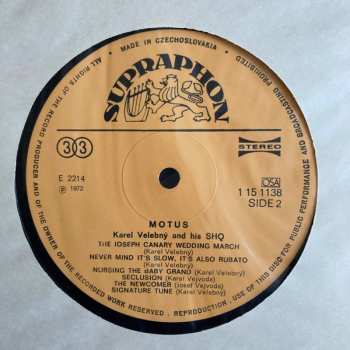 MADE IN CZECHOSLOVAKIA
ALL RIGHTS OF THE RECORD PRODUCER AND OF THE OWNER OF THE RECORDED WORK RESERVED . REPRODUCTION . USE OF THIS DISC FOR PUBLIC PERFORMANCE AND BROADCASTING PROHIBITED
SUPRAPHON
33
STEREO
E 2214
℗ 1972
OSA
1 15 1138
SIDE 2
MOTUS
Karel Velebný and his SHQ
THE JOSEPH CANARY WEDDING MARCH
(Karel Velebný)
NEVER MIND IT'S SLOW, IT'S ALSO RUBATO
(Karel Velebný)
NURSING THE BABY GRAND (Karel Velebný)
SECLUSION (Karel Vejvoda)
THE NEWCOMER (Josef Vejvoda)
SIGNATURE TUNE (Karel Velebný)